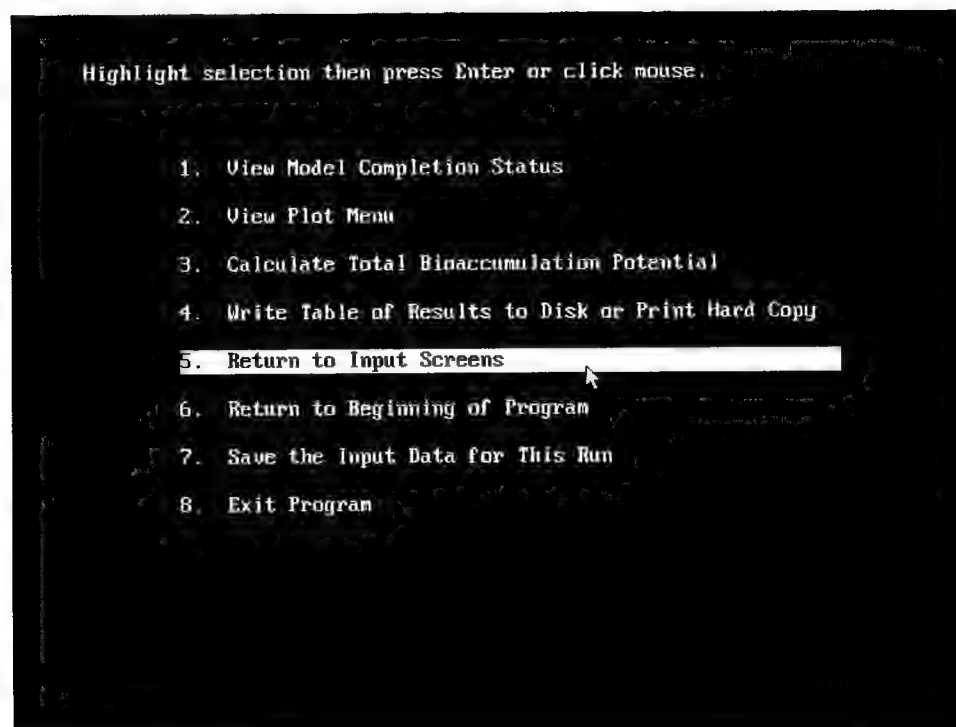 Highlight selection then press Enter or click mouse.
1. View Model Completion Status
2. View Plot Menu
3. Calculate Total Bioaccumulation Potential
4. Write Table of Results to Disk or Print Hard Copy
5. Return to Input Screens
6. Return to Beginning of Program
7. Save the Input Data for This Run
8. Exit Program